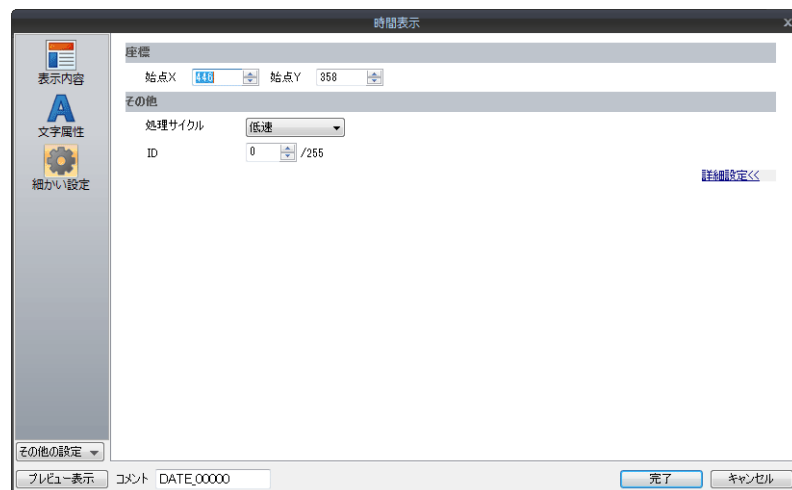 時間表示
表示内容
文字属性
細かい設定
座標
始点X 446 始点Y 358
その他
処理サイクル 低速
ID 0 /255
詳細設定<<
その他の設定
プレビュー表示 コメント DATE_00000 完了 キャンセル